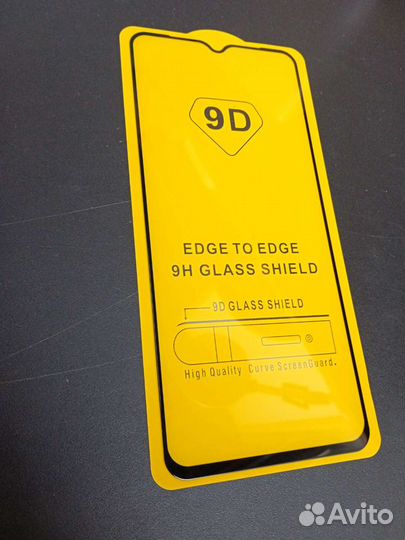 9D
EDGE TO EDGE
9H GLASS SHIELD
9D GLASS SHIELD
High Quality Curve ScreenGuard.
Avito